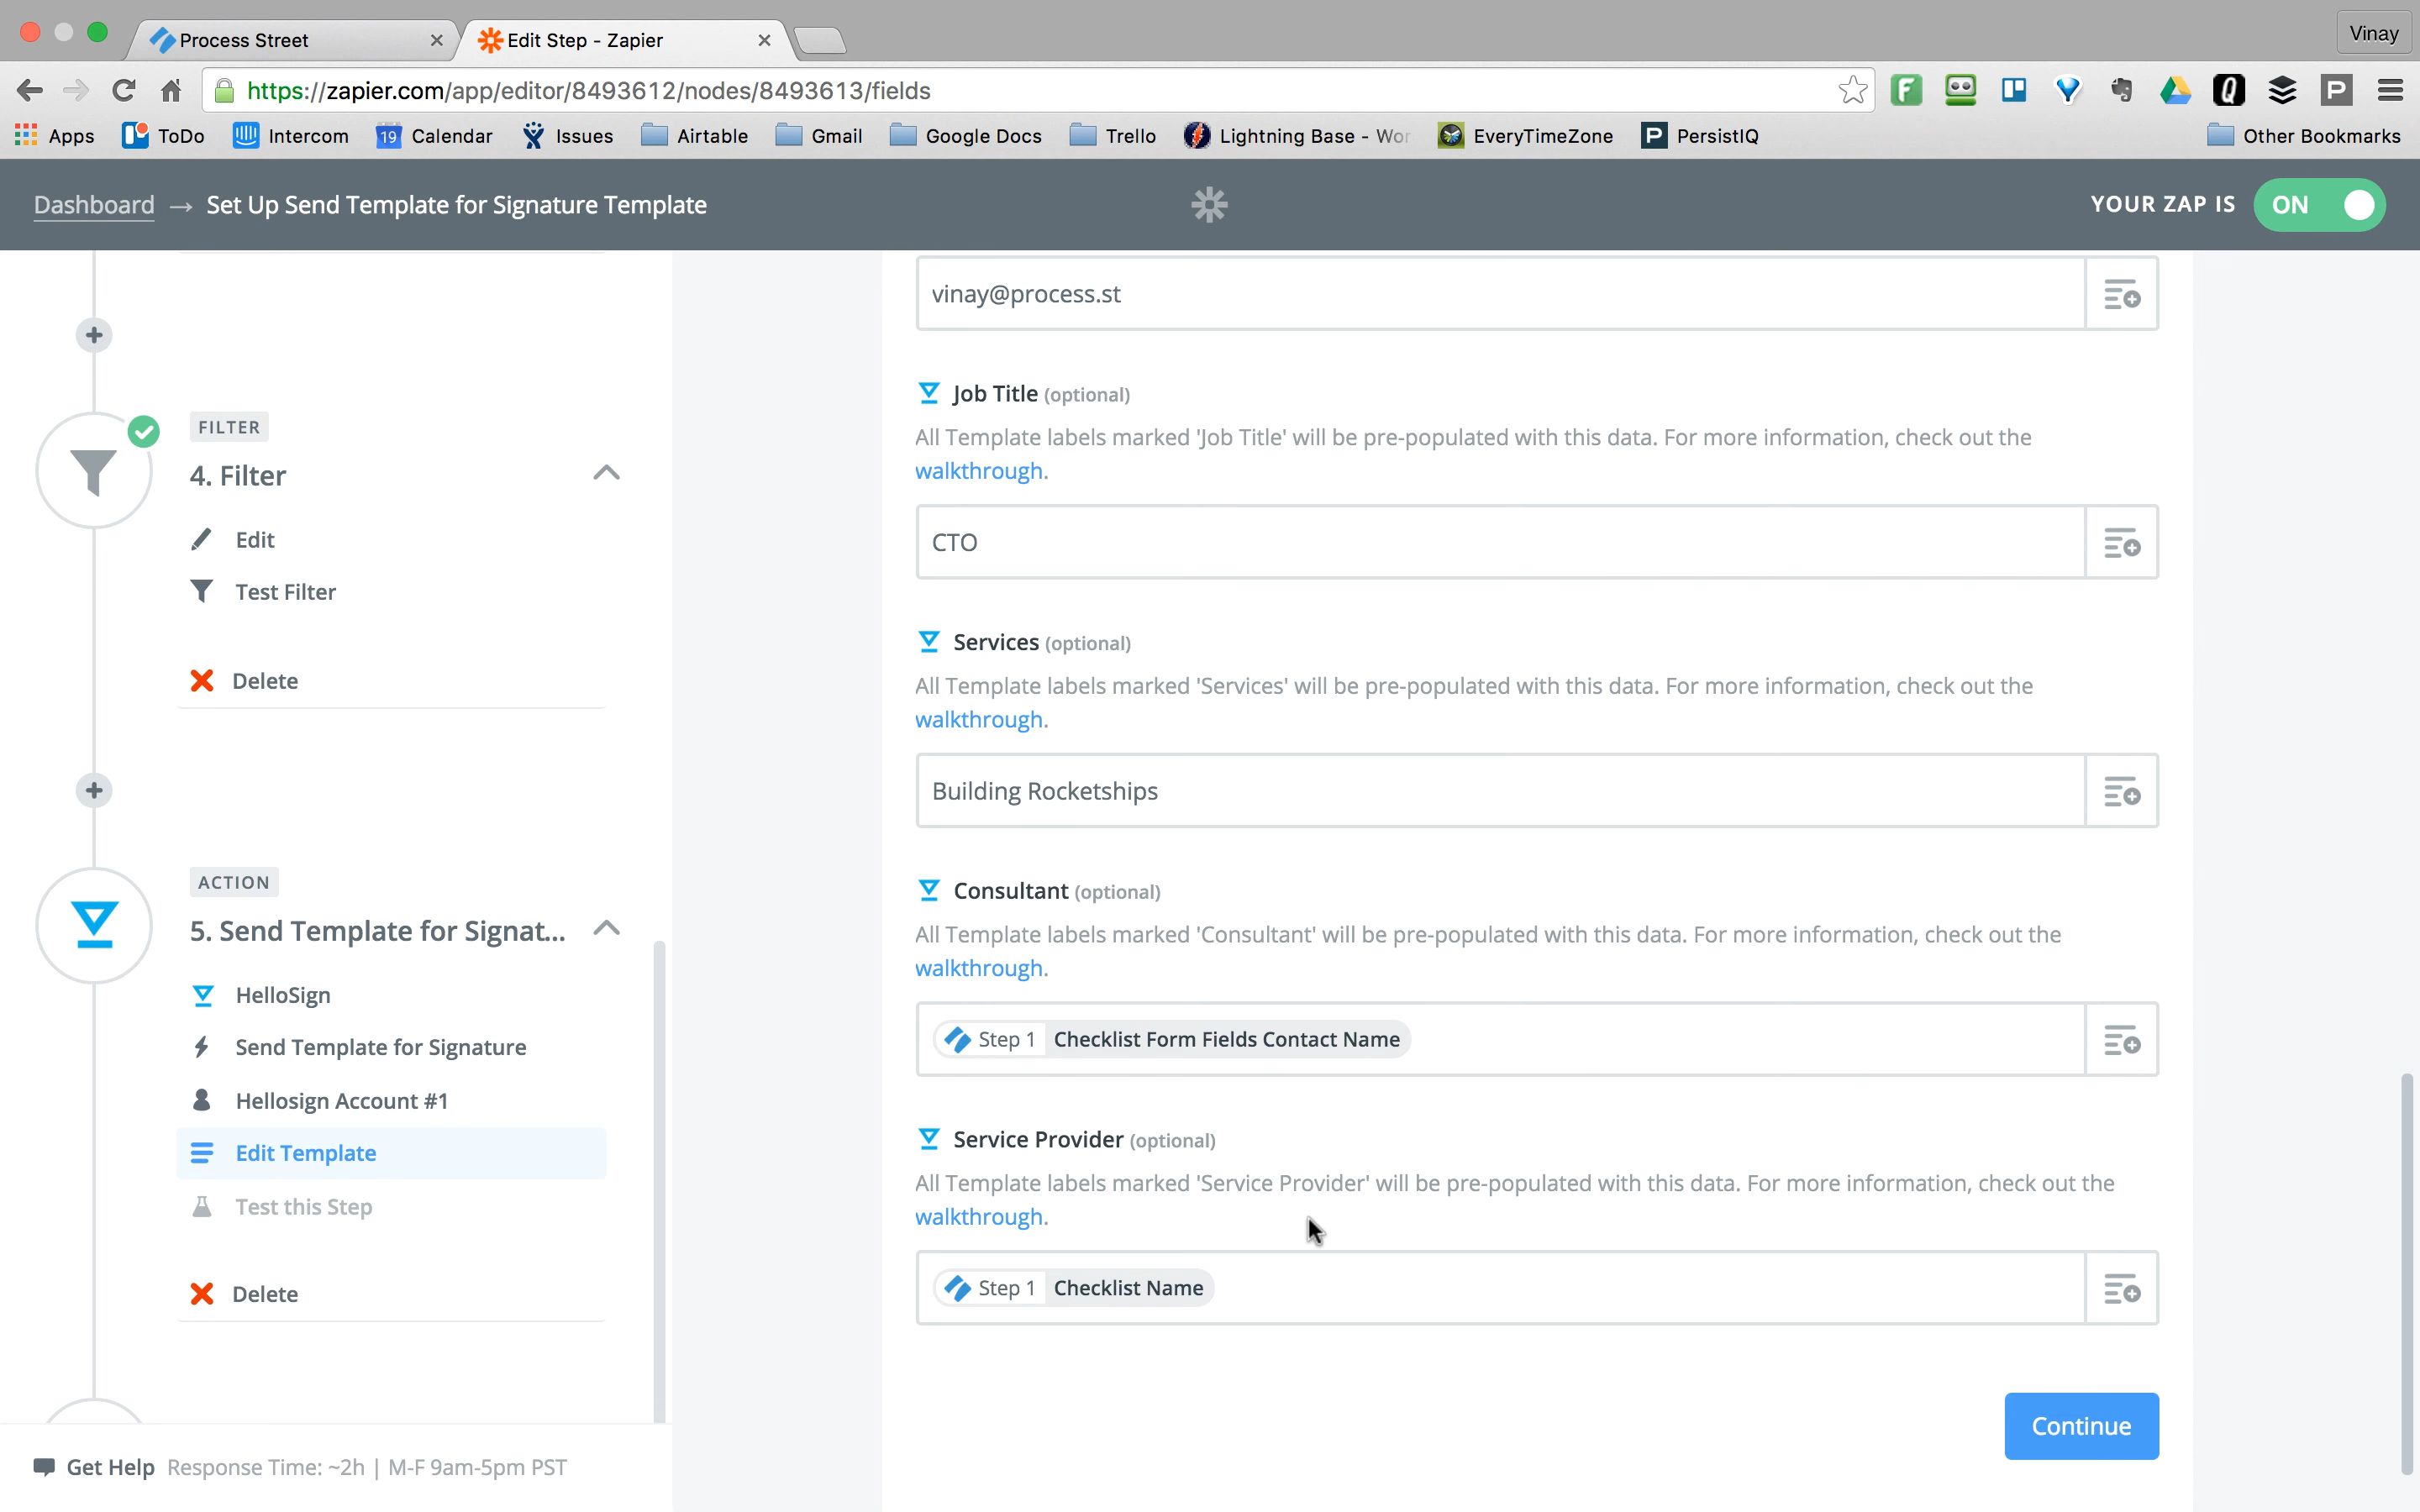 Process Street
Edit Step - Zapier
Vinay
https://zapier.com/app/editor/8493612/nodes/8493613/fields
Apps ToDo Intercom 19 Calendar Issues Airtable Gmail Google Docs Trello Lightning Base - Wor EveryTimeZone PersistIQ Other Bookmarks
Dashboard → Set Up Send Template for Signature Template
YOUR ZAP IS ON
FILTER
4. Filter
Edit
Test Filter
Delete
ACTION
5. Send Template for Signat...
HelloSign
Send Template for Signature
Hellosign Account #1
Edit Template
Test this Step
Delete
Get Help Response Time: ~2h | M-F 9am-5pm PST
vinay@process.st
Job Title (optional)
All Template labels marked 'Job Title' will be pre-populated with this data. For more information, check out the
walkthrough.
CTO
Services (optional)
All Template labels marked 'Services' will be pre-populated with this data. For more information, check out the
walkthrough.
Building Rocketships
Consultant (optional)
All Template labels marked 'Consultant' will be pre-populated with this data. For more information, check out the
walkthrough.
Step 1 Checklist Form Fields Contact Name
Service Provider (optional)
All Template labels marked 'Service Provider' will be pre-populated with this data. For more information, check out the
walkthrough.
Step 1 Checklist Name
Continue